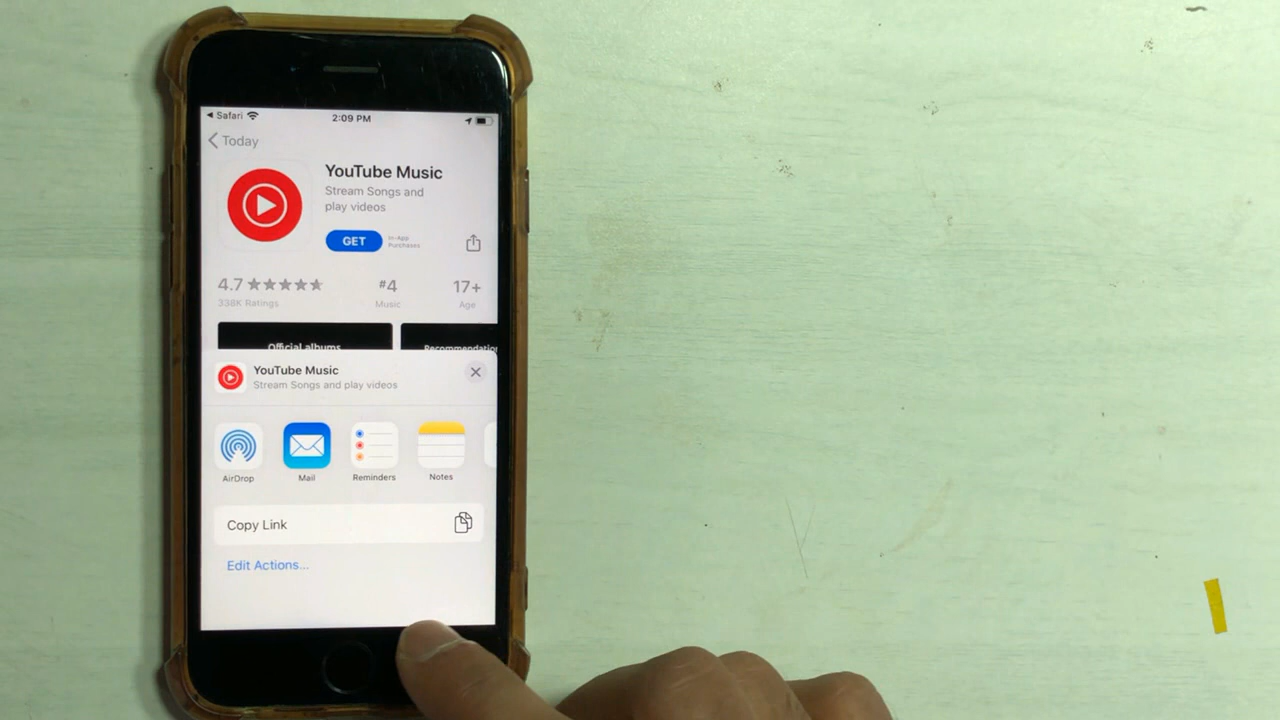 Safari
2:09 PM
Today
YouTube Music
Stream Songs and
play videos
GET
In-App
Purchases
4.7
#4
17+
338K Ratings
Music
Age
Official albums
Recommendation
YouTube Music
Stream Songs and play videos
AirDrop
Mail
Reminders
Notes
Copy Link
Edit Actions...